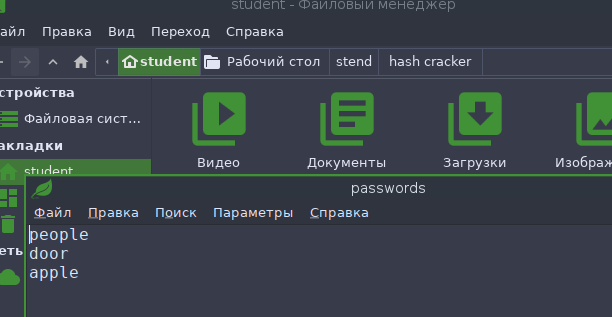 student - Файловый менеджер
айл Правка Вид Переход Справка
student Рабочий стол stend hash cracker
стройства
Файловая сист...
акладки
student
еть
Видео Документы Загрузки Изображ
passwords
Файл Правка Поиск Параметры Справка
people
door
apple